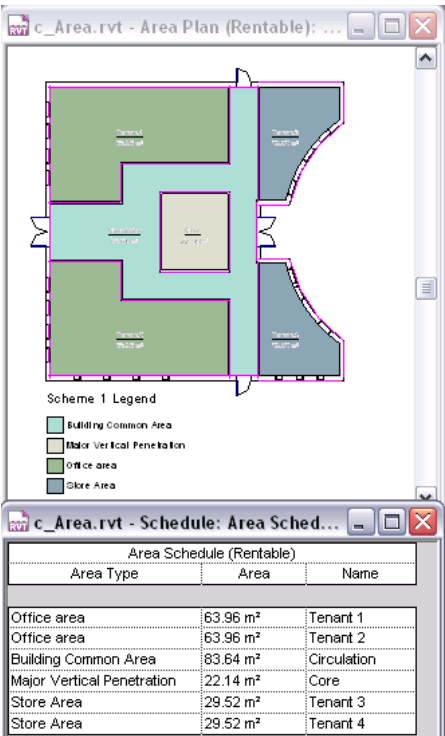 RVT c_Area.rvt - Area Plan (Rentable): ...
Scheme 1 Legend
Building Common Area
Major Vertical Penetration
Office area
Store Area
RVT c_Area.rvt - Schedule: Area Sched...
Area Schedule (Rentable)
Area Type Area Name
Office area 63.96 m² Tenant 1
Office area 63.96 m² Tenant 2
Building Common Area 83.64 m² Circulation
Major Vertical Penetration 22.14 m² Core
Store Area 29.52 m² Tenant 3
Store Area 29.52 m² Tenant 4